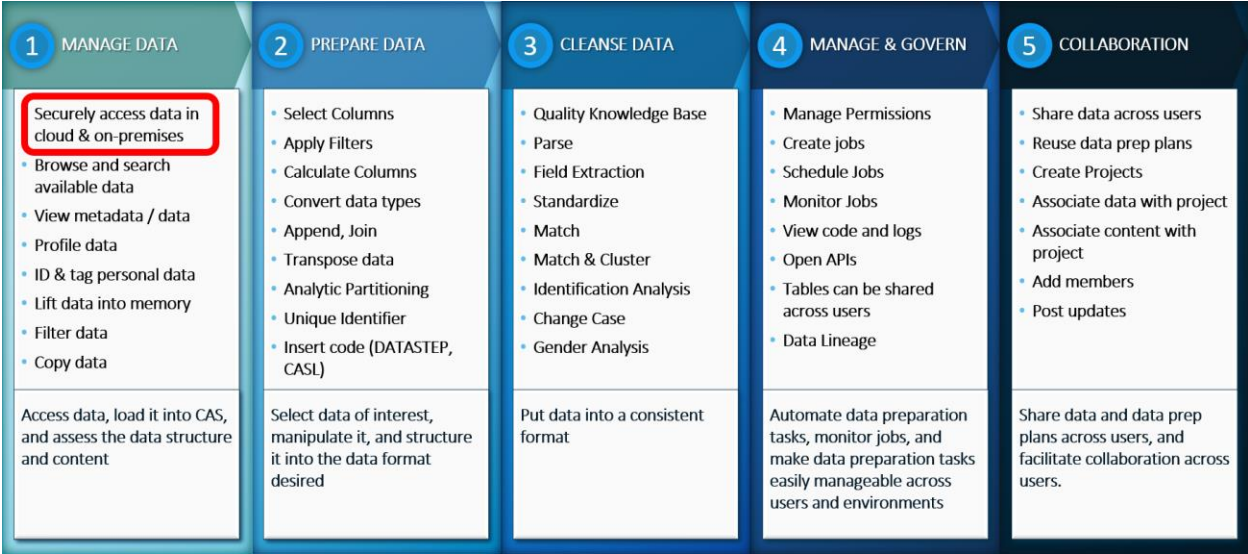 1 MANAGE DATA
Securely access data in
cloud & on-premises
• Browse and search
available data
• View metadata / data
• Profile data
• ID & tag personal data
• Lift data into memory
• Filter data
• Copy data
Access data, load it into CAS,
and assess the data structure
and content
2 PREPARE DATA
• Select Columns
• Apply Filters
• Calculate Columns
• Convert data types
• Append, Join
• Transpose data
• Analytic Partitioning
• Unique Identifier
• Insert code (DATASTEP,
CASL)
Select data of interest,
manipulate it, and structure
it into the data format
desired
3 CLEANSE DATA
• Quality Knowledge Base
• Parse
• Field Extraction
• Standardize
• Match
• Match & Cluster
• Identification Analysis
• Change Case
• Gender Analysis
Put data into a consistent
format
4 MANAGE & GOVERN
• Manage Permissions
• Create jobs
• Schedule Jobs
• Monitor Jobs
• View code and logs
• Open APIs
• Tables can be shared
across users
• Data Lineage
Automate data preparation
tasks, monitor jobs, and
make data preparation tasks
easily manageable across
users and environments
5 COLLABORATION
• Share data across users
• Reuse data prep plans
• Create Projects
• Associate data with project
• Associate content with
project
• Add members
• Post updates
Share data and data prep
plans across users, and
facilitate collaboration across
users.